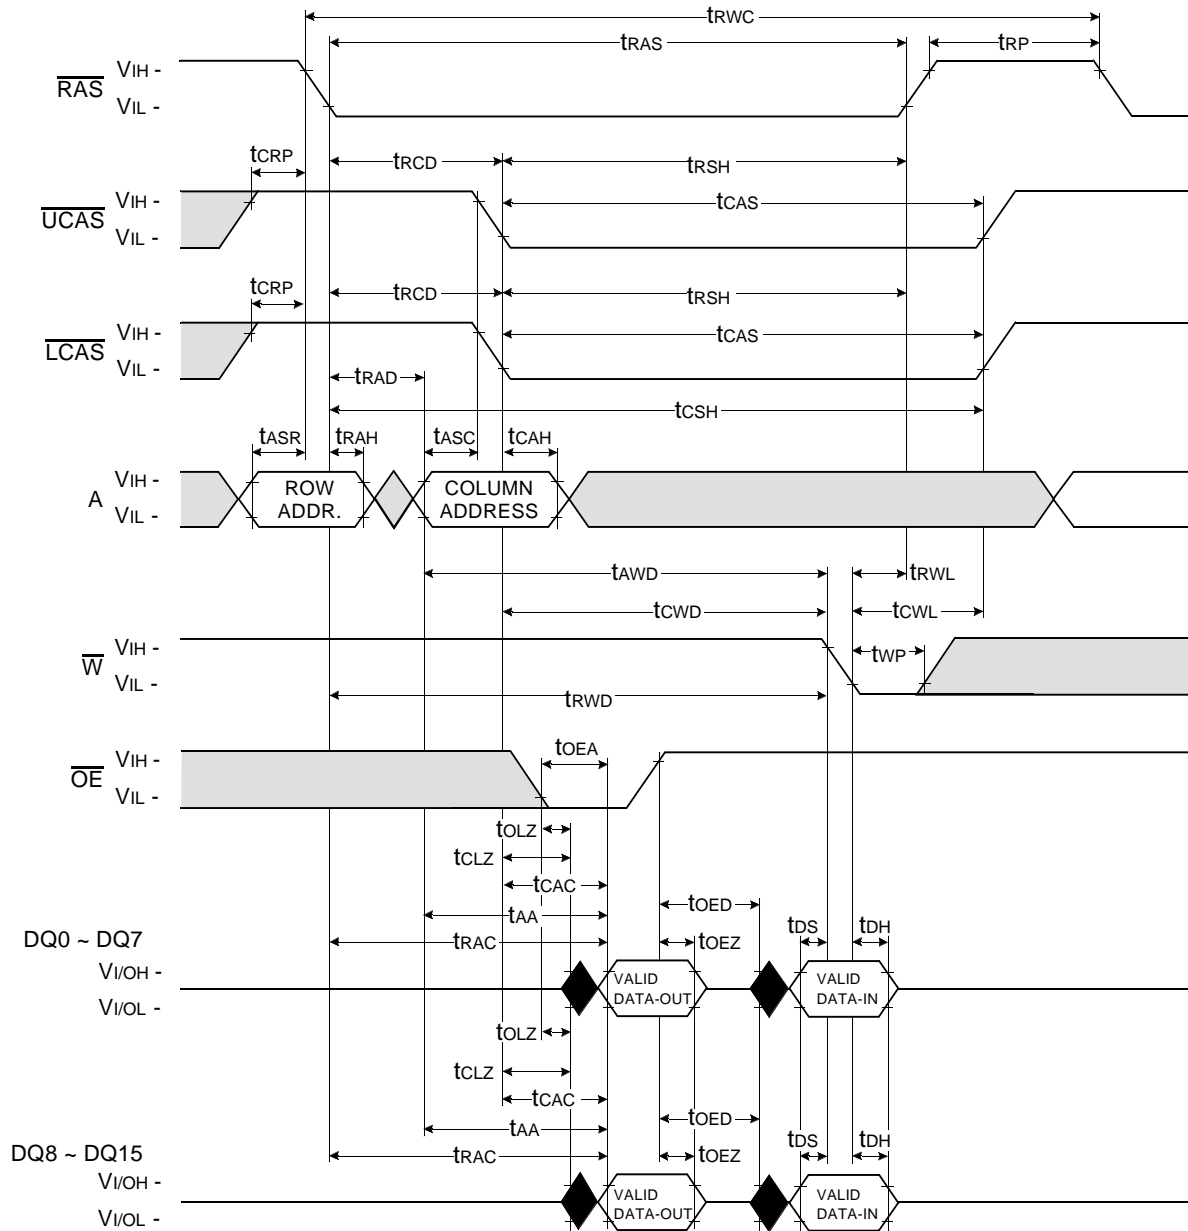 tRWC
tRAS
tRP
RAS
VIH -
VIL -
tCRP
tRCD
tRSH
UCAS
VIH -
VIL -
tCAS
tCRP
tRCD
tRSH
LCAS
VIH -
VIL -
tCAS
tRAD
tCSH
tASR
tRAH
tASC
tCAH
A
VIH -
VIL -
ROW
ADDR.
COLUMN
ADDRESS
tAWD
tRWL
tCWD
tCWL
W
VIH -
VIL -
tWP
tRWD
OE
VIH -
VIL -
tOEA
tOLZ
tCLZ
tCAC
tOED
tAA
DQ0 ~ DQ7
tRAC
tOEZ
tDS
tDH
VI/OH -
VI/OL -
VALID
DATA-OUT
VALID
DATA-IN
tOLZ
tCLZ
tCAC
tOED
tAA
DQ8 ~ DQ15
tRAC
tOEZ
tDS
tDH
VI/OH -
VI/OL -
VALID
DATA-OUT
VALID
DATA-IN